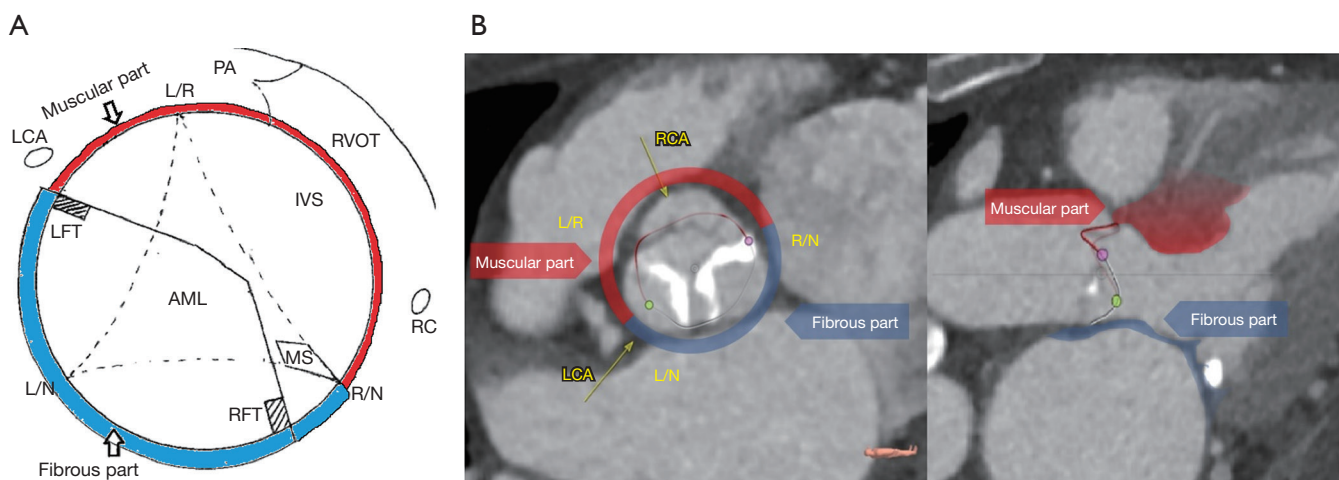 A
Muscular part
L/R
PA
LCA
RVOT
IVS
LFT
AML
RC
MS
L/N
RFT
R/N
Fibrous part
B
RCA
L/R
R/N
Muscular part
Fibrous part
LCA
L/N
Muscular part
Fibrous part